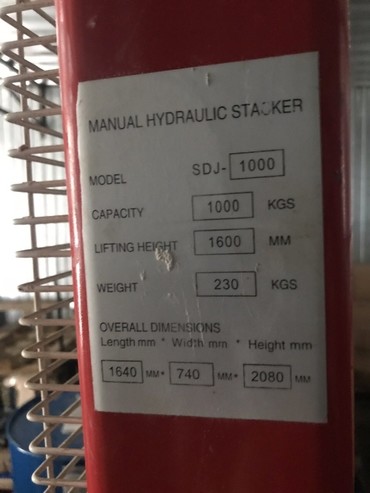 MANUAL HYDRAULIC STACKER
MODEL SDJ- 1000
CAPACITY 1000 KGS
LIFTING HEIGHT 1600 MM
WEIGHT 230 KGS
OVERALL DIMENSIONS
Length mm * Width mm * Height mm
1640 MM* 740 MM* 2080 MM